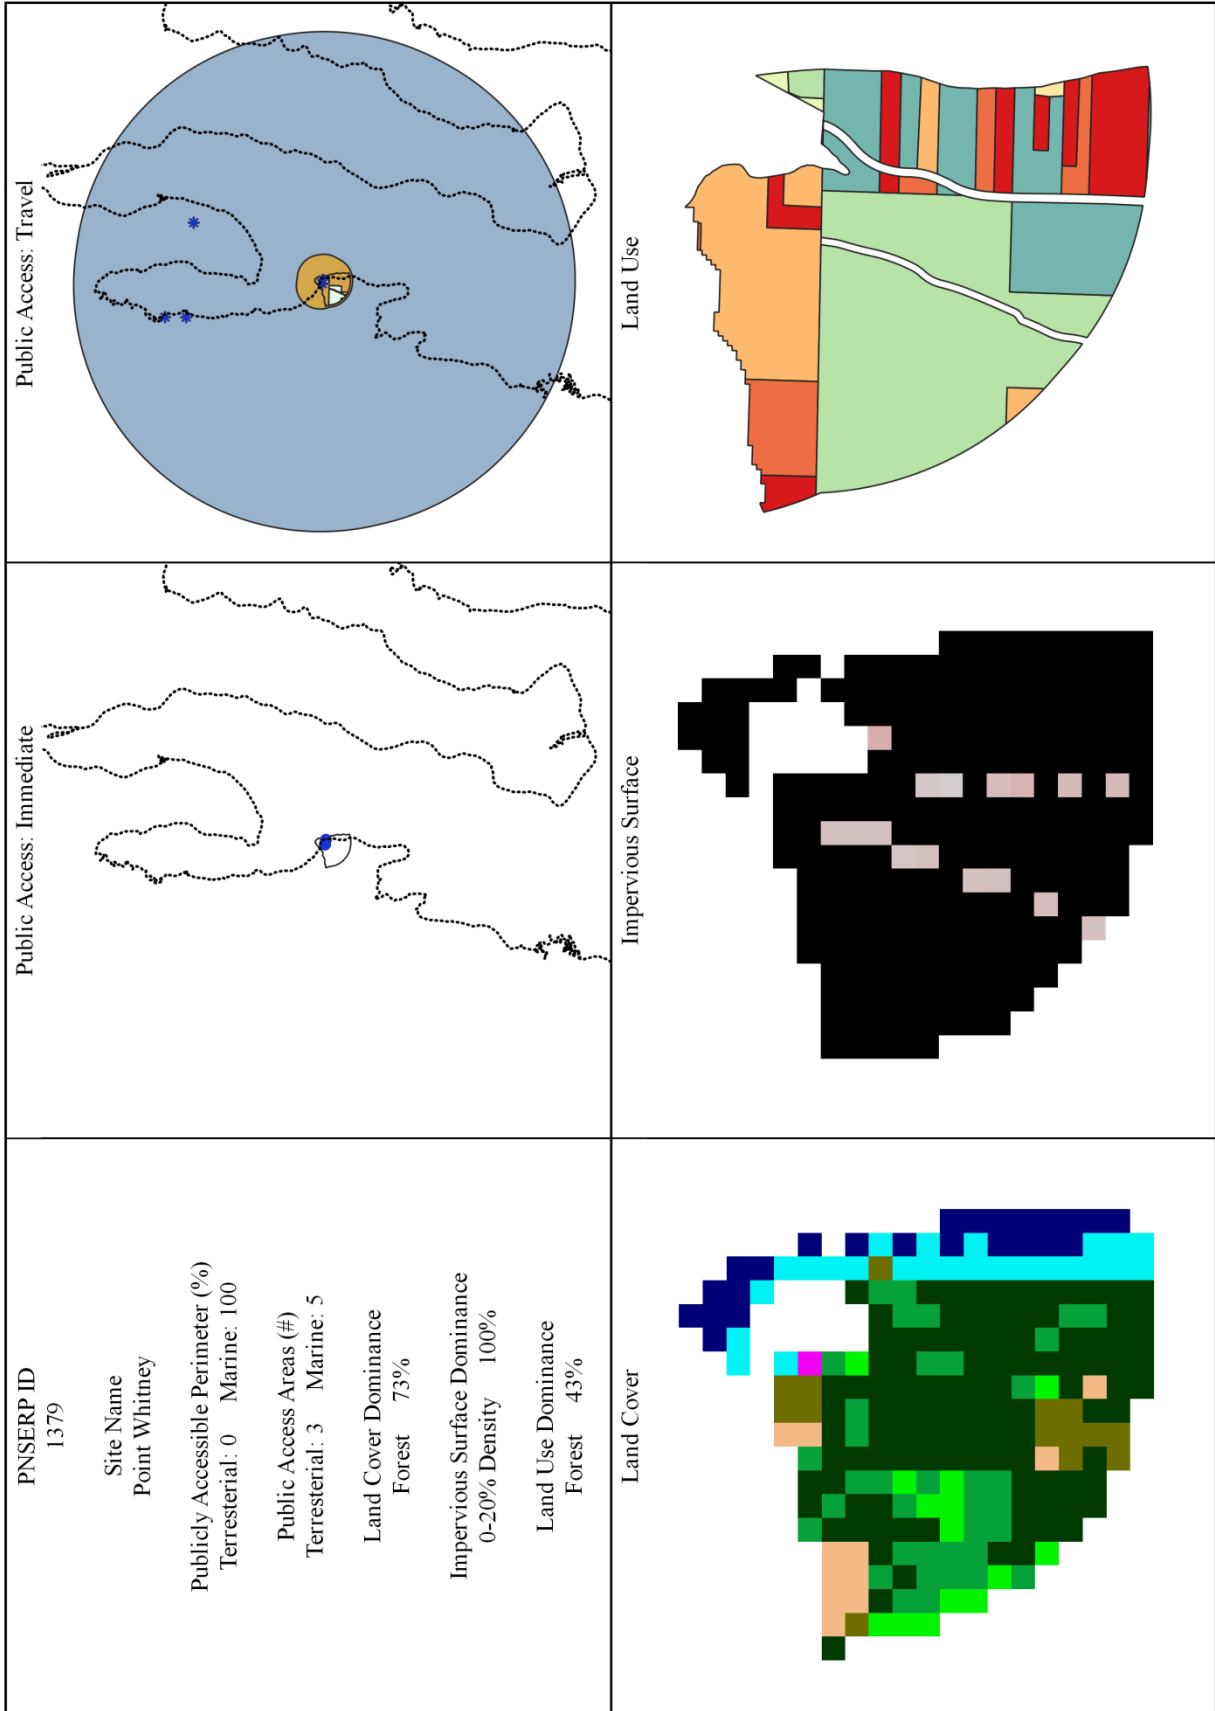 PNSERP ID
1379
Site Name
Point Whitney
Publicly Accessible Perimeter (%)
Terresterial: 0 Marine: 100
Public Access Areas (#)
Terresterial: 3 Marine: 5
Land Cover Dominance
Forest 73%
Impervious Surface Dominance
0-20% Density 100%
Land Use Dominance
Forest 43%
Public Access: Immediate
Public Access: Travel
Land Cover
Impervious Surface
Land Use